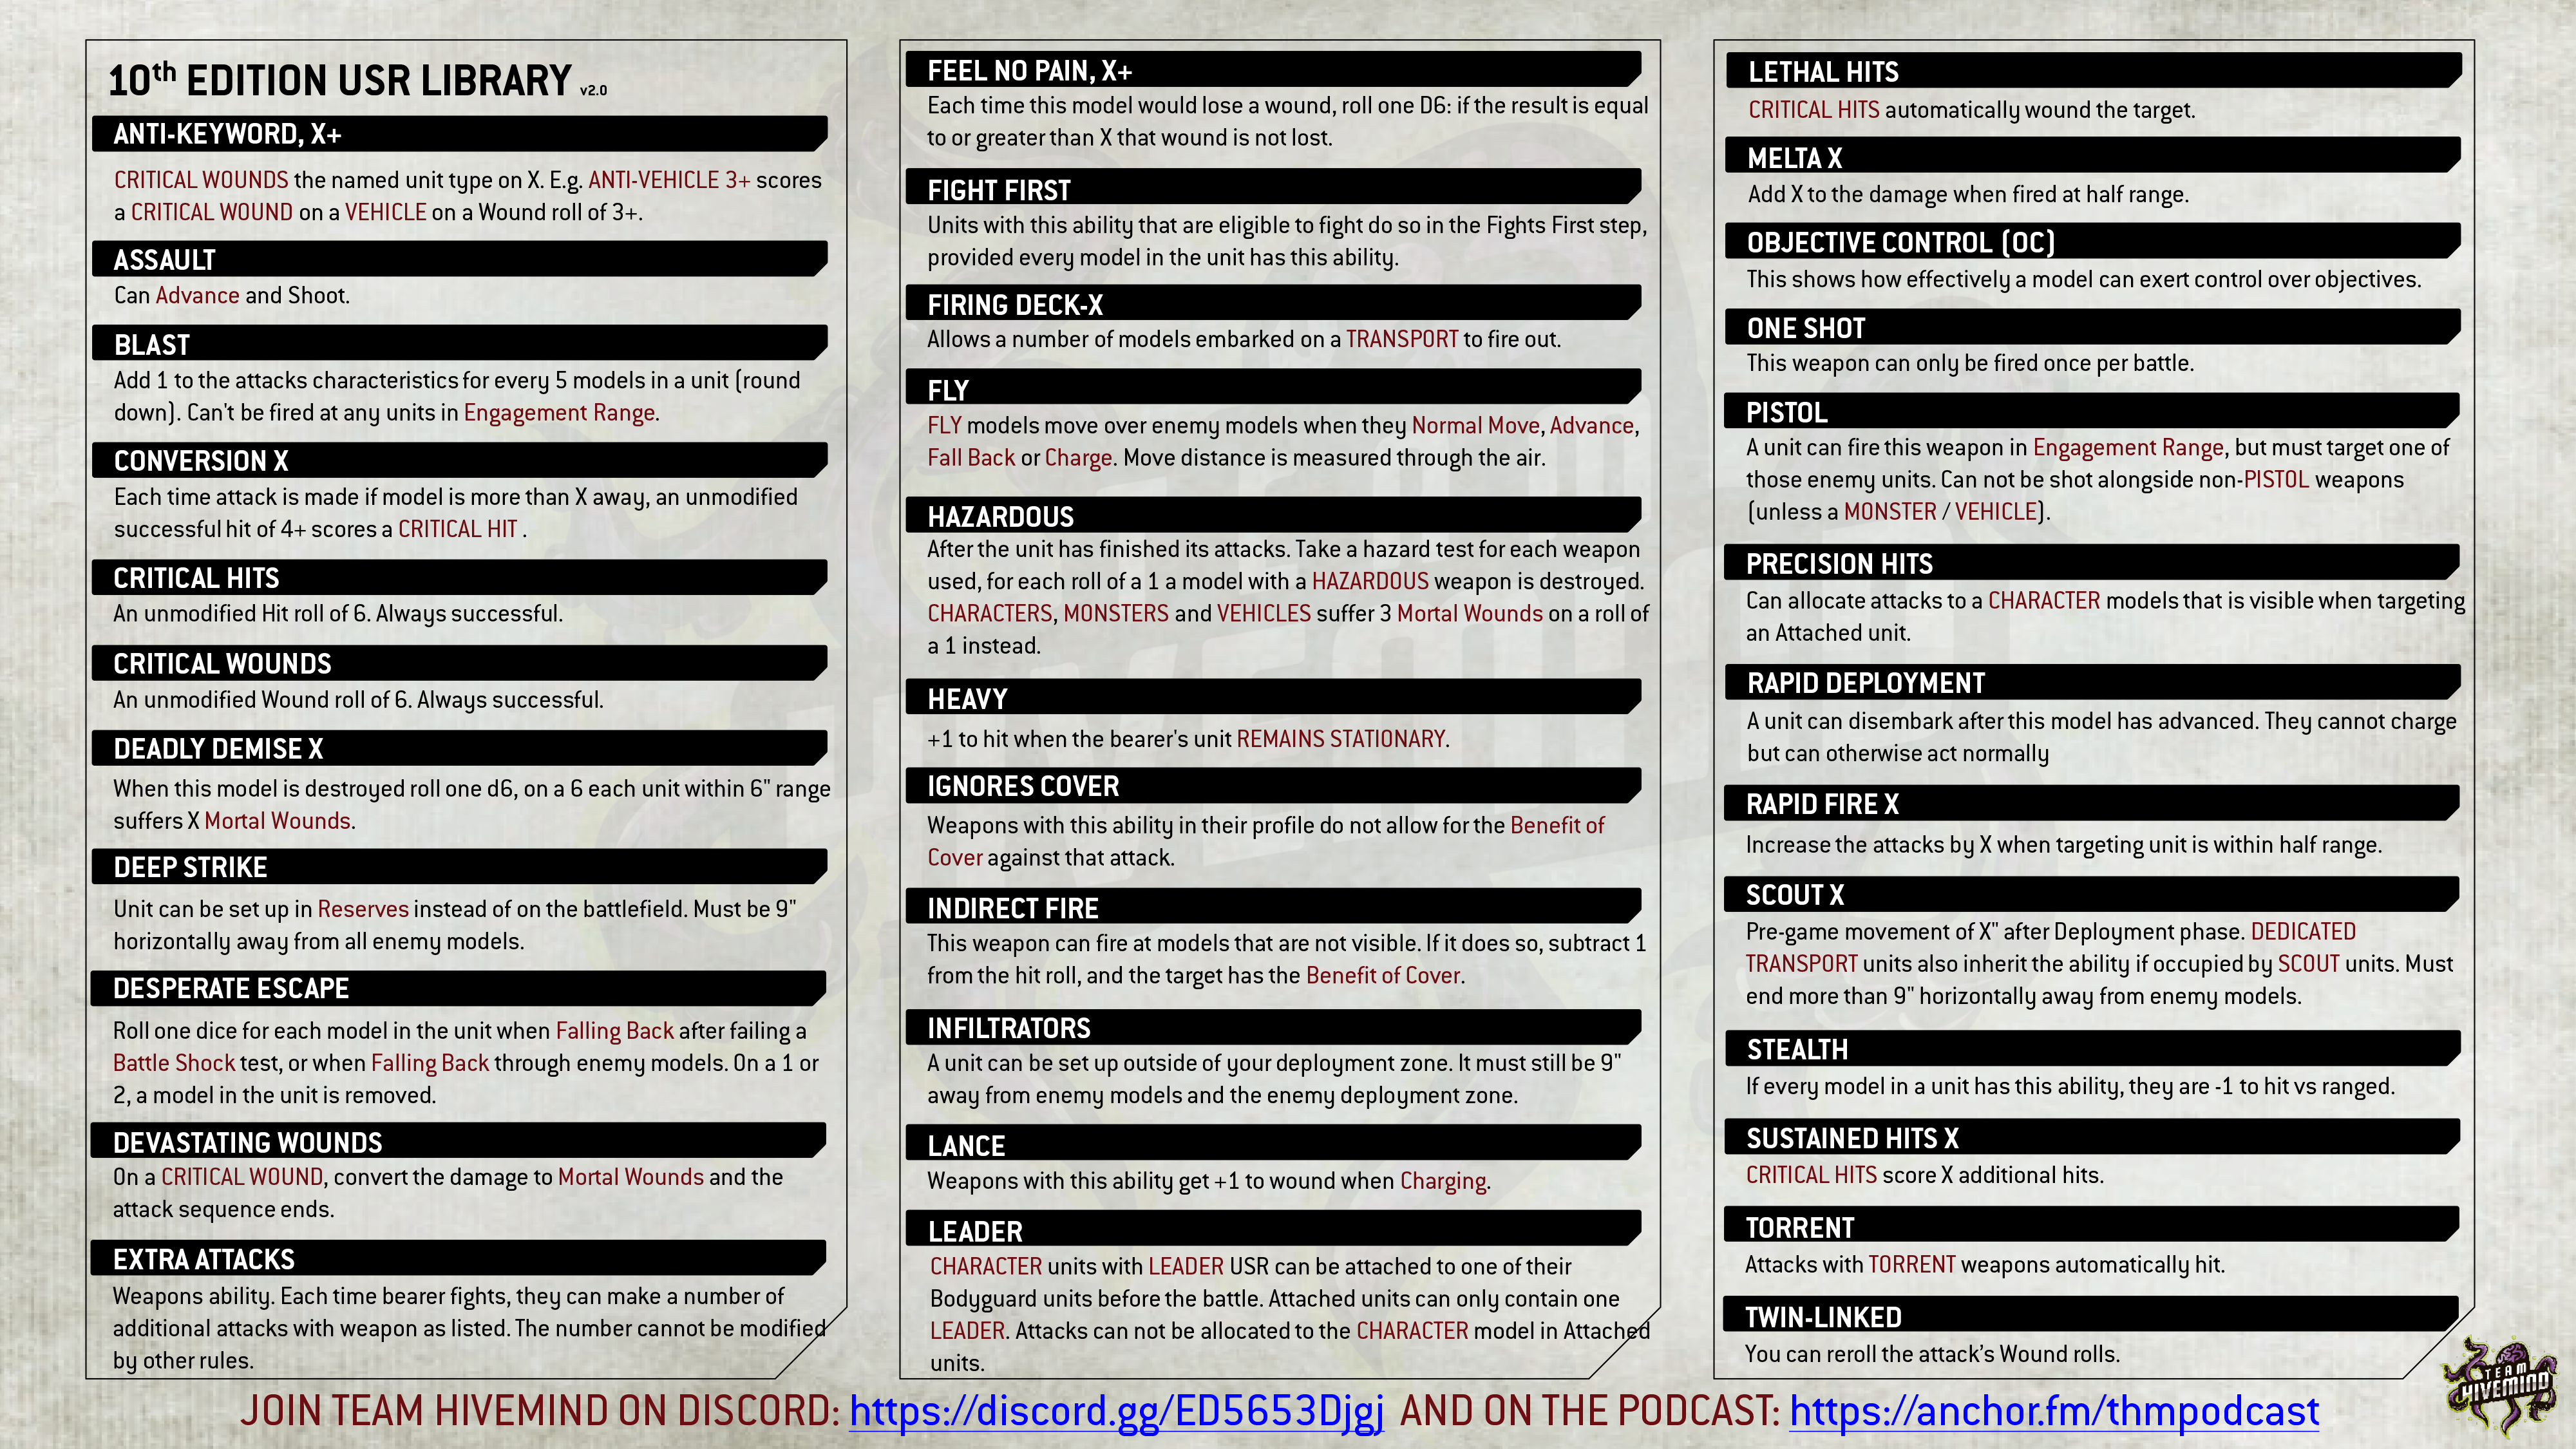 10th EDITION USR LIBRARY v2.0
ANTI-KEYWORD, X+
CRITICAL WOUNDS the named unit type on X. E.g. ANTI-VEHICLE 3+ scores
a CRITICAL WOUND on a VEHICLE on a Wound roll of 3+.
ASSAULT
Can Advance and Shoot.
BLAST
Add 1 to the attacks characteristics for every 5 models in a unit (round
down). Can't be fired at any units in Engagement Range.
CONVERSION X
Each time attack is made if model is more than X away, an unmodified
successful hit of 4+ scores a CRITICAL HIT .
CRITICAL HITS
An unmodified Hit roll of 6. Always successful.
CRITICAL WOUNDS
An unmodified Wound roll of 6. Always successful.
DEADLY DEMISE X
When this model is destroyed roll one d6, on a 6 each unit within 6" range
suffers X Mortal Wounds.
DEEP STRIKE
Unit can be set up in Reserves instead of on the battlefield. Must be 9"
horizontally away from all enemy models.
DESPERATE ESCAPE
Roll one dice for each model in the unit when Falling Back after failing a
Battle Shock test, or when Falling Back through enemy models. On a 1 or
2, a model in the unit is removed.
DEVASTATING WOUNDS
On a CRITICAL WOUND, convert the damage to Mortal Wounds and the
attack sequence ends.
EXTRA ATTACKS
Weapons ability. Each time bearer fights, they can make a number of
additional attacks with weapon as listed. The number cannot be modified
by other rules.
FEEL NO PAIN, X+
Each time this model would lose a wound, roll one D6: if the result is equal
to or greater than X that wound is not lost.
FIGHT FIRST
Units with this ability that are eligible to fight do so in the Fights First step,
provided every model in the unit has this ability.
FIRING DECK-X
Allows a number of models embarked on a TRANSPORT to fire out.
FLY
FLY models move over enemy models when they Normal Move, Advance,
Fall Back or Charge. Move distance is measured through the air.
HAZARDOUS
After the unit has finished its attacks. Take a hazard test for each weapon
used, for each roll of a 1 a model with a HAZARDOUS weapon is destroyed.
CHARACTERS, MONSTERS and VEHICLES suffer 3 Mortal Wounds on a roll of
a 1 instead.
HEAVY
+1 to hit when the bearer's unit REMAINS STATIONARY.
IGNORES COVER
Weapons with this ability in their profile do not allow for the Benefit of
Cover against that attack.
INDIRECT FIRE
This weapon can fire at models that are not visible. If it does so, subtract 1
from the hit roll, and the target has the Benefit of Cover.
INFILTRATORS
A unit can be set up outside of your deployment zone. It must still be 9"
away from enemy models and the enemy deployment zone.
LANCE
Weapons with this ability get +1 to wound when Charging.
LEADER
CHARACTER units with LEADER USR can be attached to one of their
Bodyguard units before the battle. Attached units can only contain one
LEADER. Attacks can not be allocated to the CHARACTER model in Attached
units.
LETHAL HITS
CRITICAL HITS automatically wound the target.
MELTA X
Add X to the damage when fired at half range.
OBJECTIVE CONTROL (OC)
This shows how effectively a model can exert control over objectives.
ONE SHOT
This weapon can only be fired once per battle.
PISTOL
A unit can fire this weapon in Engagement Range, but must target one of
those enemy units. Can not be shot alongside non-PISTOL weapons
(unless a MONSTER / VEHICLE).
PRECISION HITS
Can allocate attacks to a CHARACTER models that is visible when targeting
an Attached unit.
RAPID DEPLOYMENT
A unit can disembark after this model has advanced. They cannot charge
but can otherwise act normally
RAPID FIRE X
Increase the attacks by X when targeting unit is within half range.
SCOUT X
Pre-game movement of X" after Deployment phase. DEDICATED
TRANSPORT units also inherit the ability if occupied by SCOUT units. Must
end more than 9" horizontally away from enemy models.
STEALTH
If every model in a unit has this ability, they are -1 to hit vs ranged.
SUSTAINED HITS X
CRITICAL HITS score X additional hits.
TORRENT
Attacks with TORRENT weapons automatically hit.
TWIN-LINKED
You can reroll the attack’s Wound rolls.
TEAM
HIVEMIND
JOIN TEAM HIVEMIND ON DISCORD: https://discord.gg/ED5653Djgj AND ON THE PODCAST: https://anchor.fm/thmpodcast